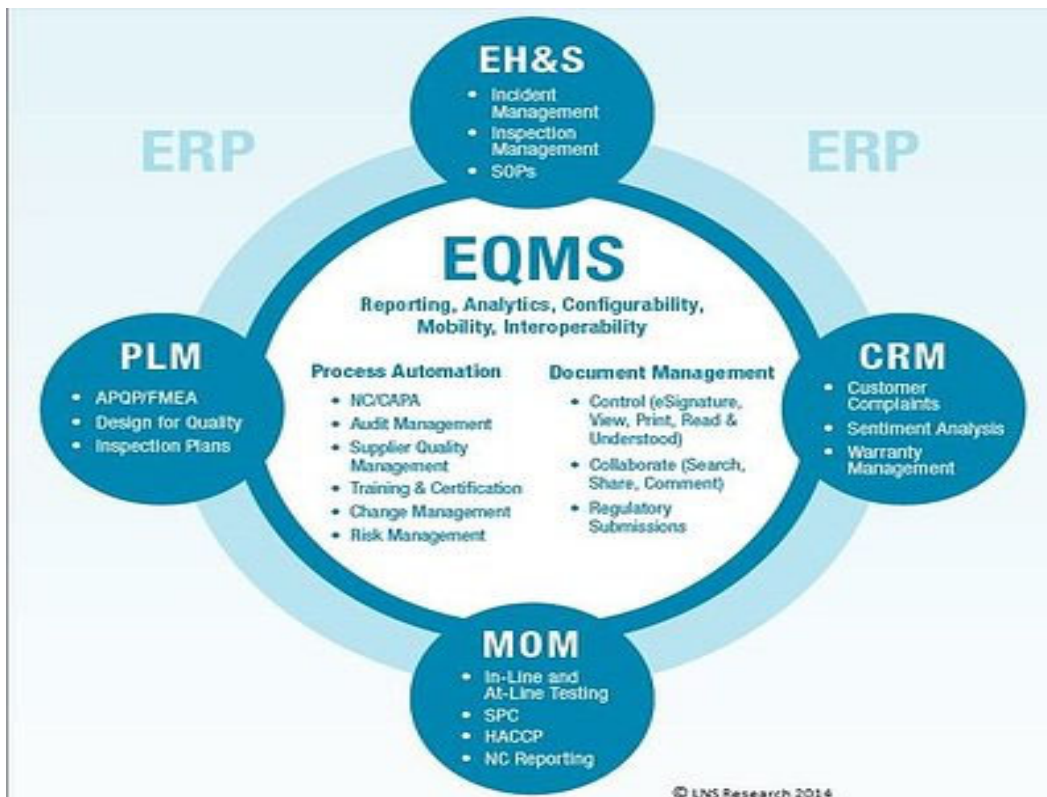 EH&S
• Incident
Management
• Inspection
Management
• SOPs
ERP
ERP
EQMS
Reporting, Analytics, Configurability,
Mobility, Interoperability
Process Automation
• NC/CAPA
• Audit Management
• Supplier Quality
Management
• Training & Certification
• Change Management
• Risk Management
Document Management
• Control (eSignature,
View, Print, Read &
Understood)
• Collaborate (Search,
Share, Comment)
• Regulatory
Submissions
PLM
• APQP/FMEA
• Design for Quality
• Inspection Plans
CRM
• Customer
Complaints
• Sentiment Analysis
• Warranty
Management
MOM
• In-Line and
At-Line Testing
• SPC
• HACCP
• NC Reporting
© LNS Research 2014